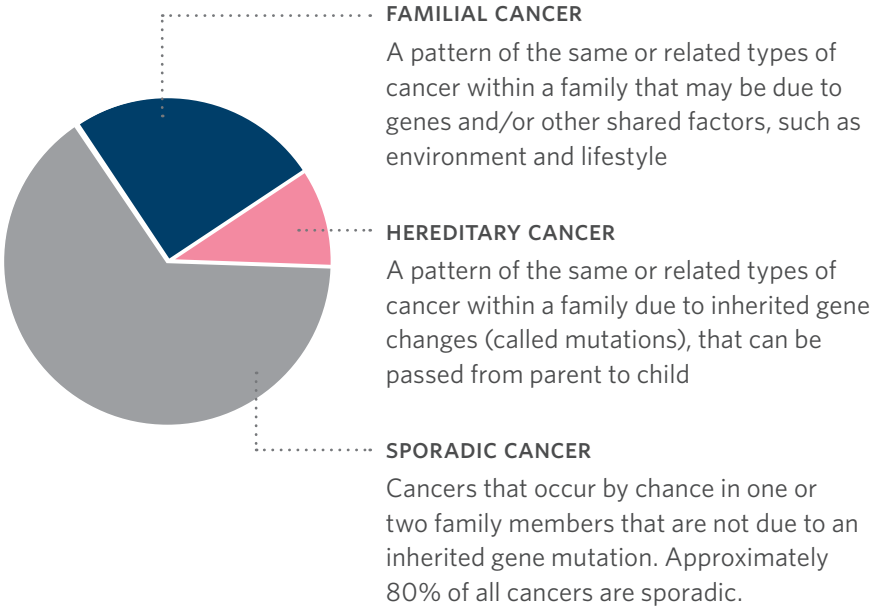 FAMILIAL CANCER
A pattern of the same or related types of
cancer within a family that may be due to
genes and/or other shared factors, such as
environment and lifestyle
HEREDITARY CANCER
A pattern of the same or related types of
cancer within a family due to inherited gene
changes (called mutations), that can be
passed from parent to child
SPORADIC CANCER
Cancers that occur by chance in one or
two family members that are not due to an
inherited gene mutation. Approximately
80% of all cancers are sporadic.